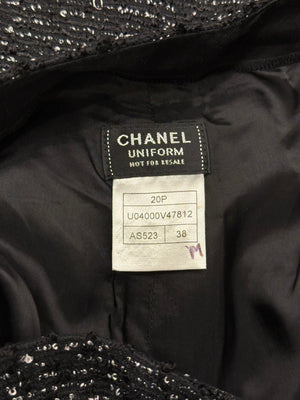 CHANEL
UNIFORM
NOT FOR RESALE
20P
U04000V47812
AS523 38
M